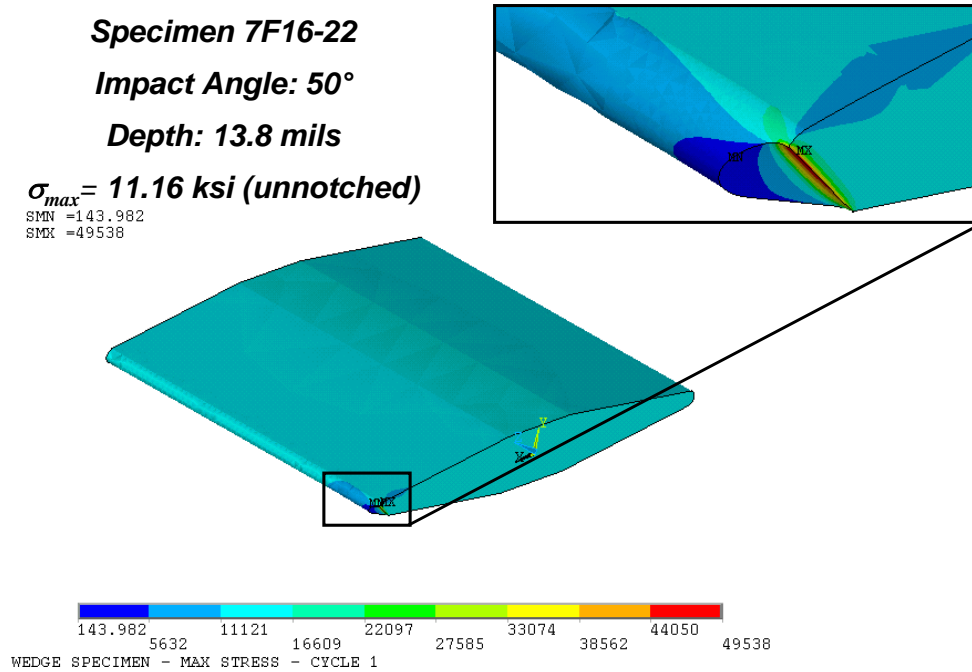 Specimen 7F16-22
Impact Angle: 50°
Depth: 13.8 mils
σmax= 11.16 ksi (unnotched)
SMN =143.982
SMX =49538
MN MX
Y
X
MNMX
143.982 11121 22097 33074 44050
5632 16609 27585 38562 49538
WEDGE SPECIMEN - MAX STRESS - CYCLE 1